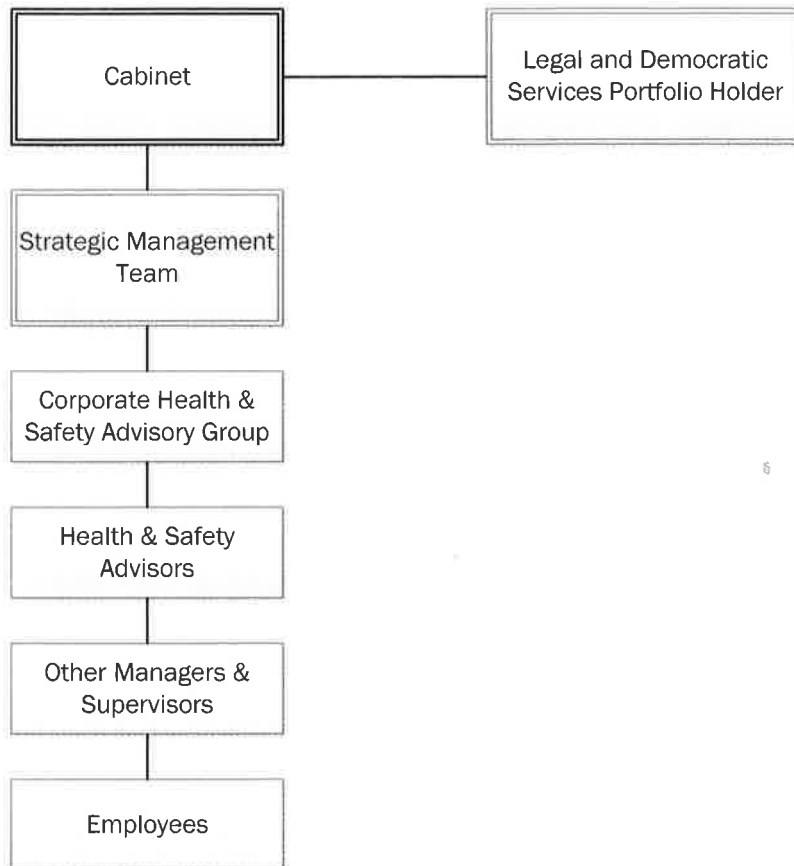 Cabinet
Legal and Democratic
Services Portfolio Holder
Strategic Management
Team
Corporate Health &
Safety Advisory Group
Health & Safety
Advisors
Other Managers &
Supervisors
Employees